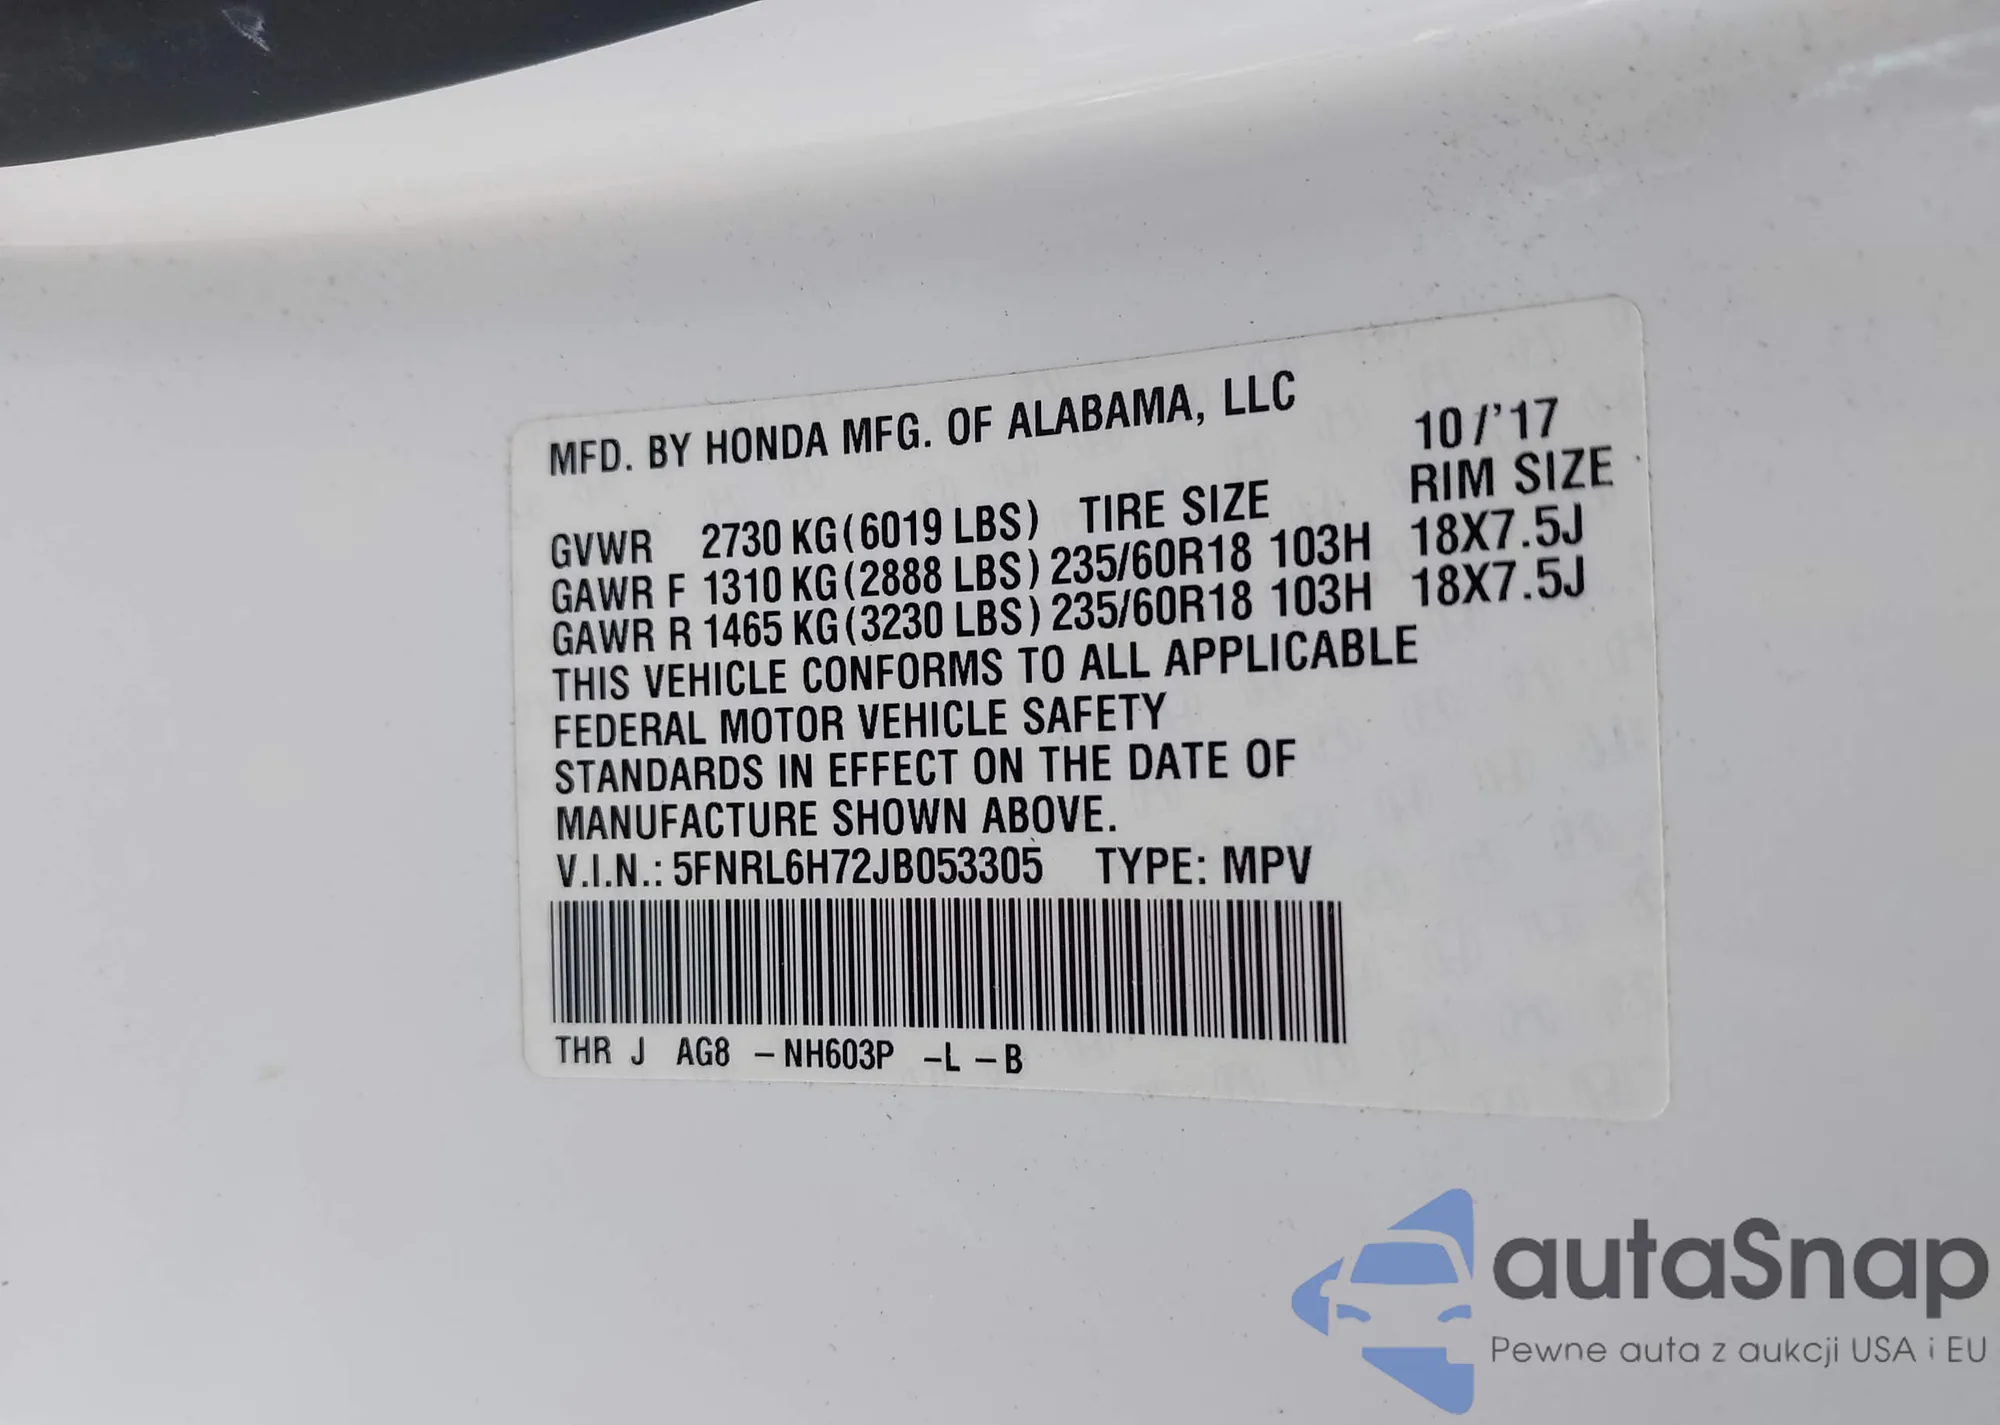 MFD. BY HONDA MFG. OF ALABAMA, LLC 10/'17
GVWR 2730 KG(6019 LBS) TIRE SIZE RIM SIZE
GAWR F 1310 KG(2888 LBS) 235/60R18 103H 18X7.5J
GAWR R 1465 KG(3230 LBS) 235/60R18 103H 18X7.5J
THIS VEHICLE CONFORMS TO ALL APPLICABLE
FEDERAL MOTOR VEHICLE SAFETY
STANDARDS IN EFFECT ON THE DATE OF
MANUFACTURE SHOWN ABOVE.
V.I.N.: 5FNRL6H72JB053305 TYPE: MPV
THR J AG8 -NH603P -L -B
autaSnap
Pewne auta z aukcji USA i EU